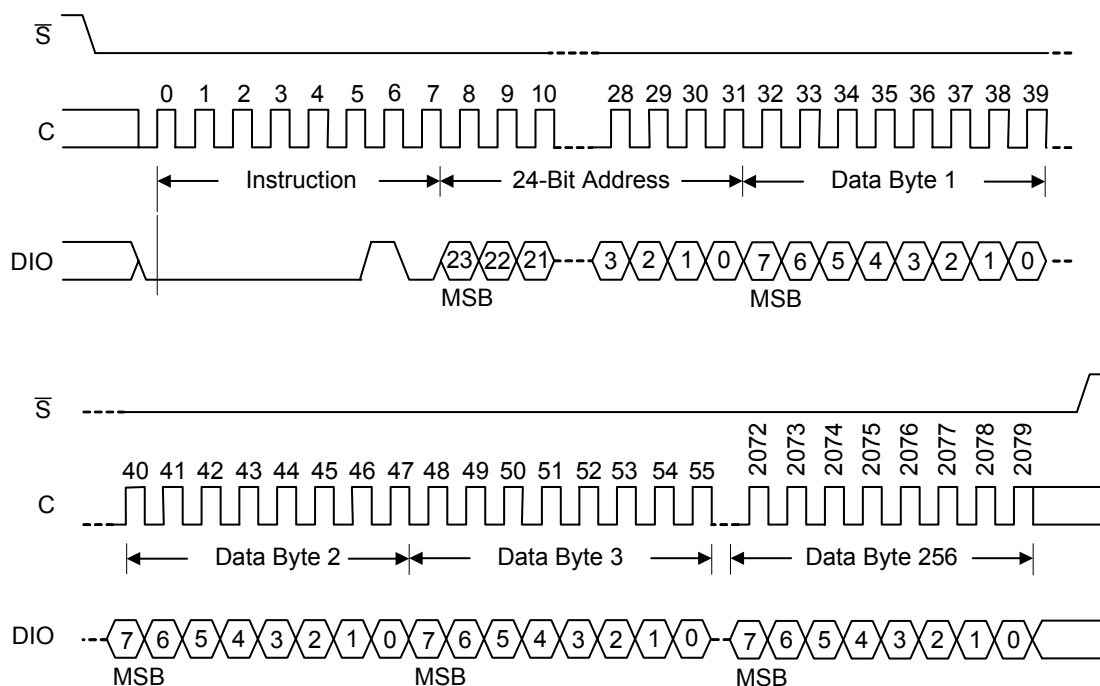 S̅
0 1 2 3 4 5 6 7 8 9 10 28 29 30 31 32 33 34 35 36 37 38 39
C
Instruction 24-Bit Address Data Byte 1
DIO 23 22 21 3 2 1 0 7 6 5 4 3 2 1 0
MSB MSB
S̅
40 41 42 43 44 45 46 47 48 49 50 51 52 53 54 55 2072 2073 2074 2075 2076 2077 2078 2079
C
Data Byte 2 Data Byte 3 Data Byte 256
DIO 7 6 5 4 3 2 1 0 7 6 5 4 3 2 1 0 7 6 5 4 3 2 1 0
MSB MSB MSB